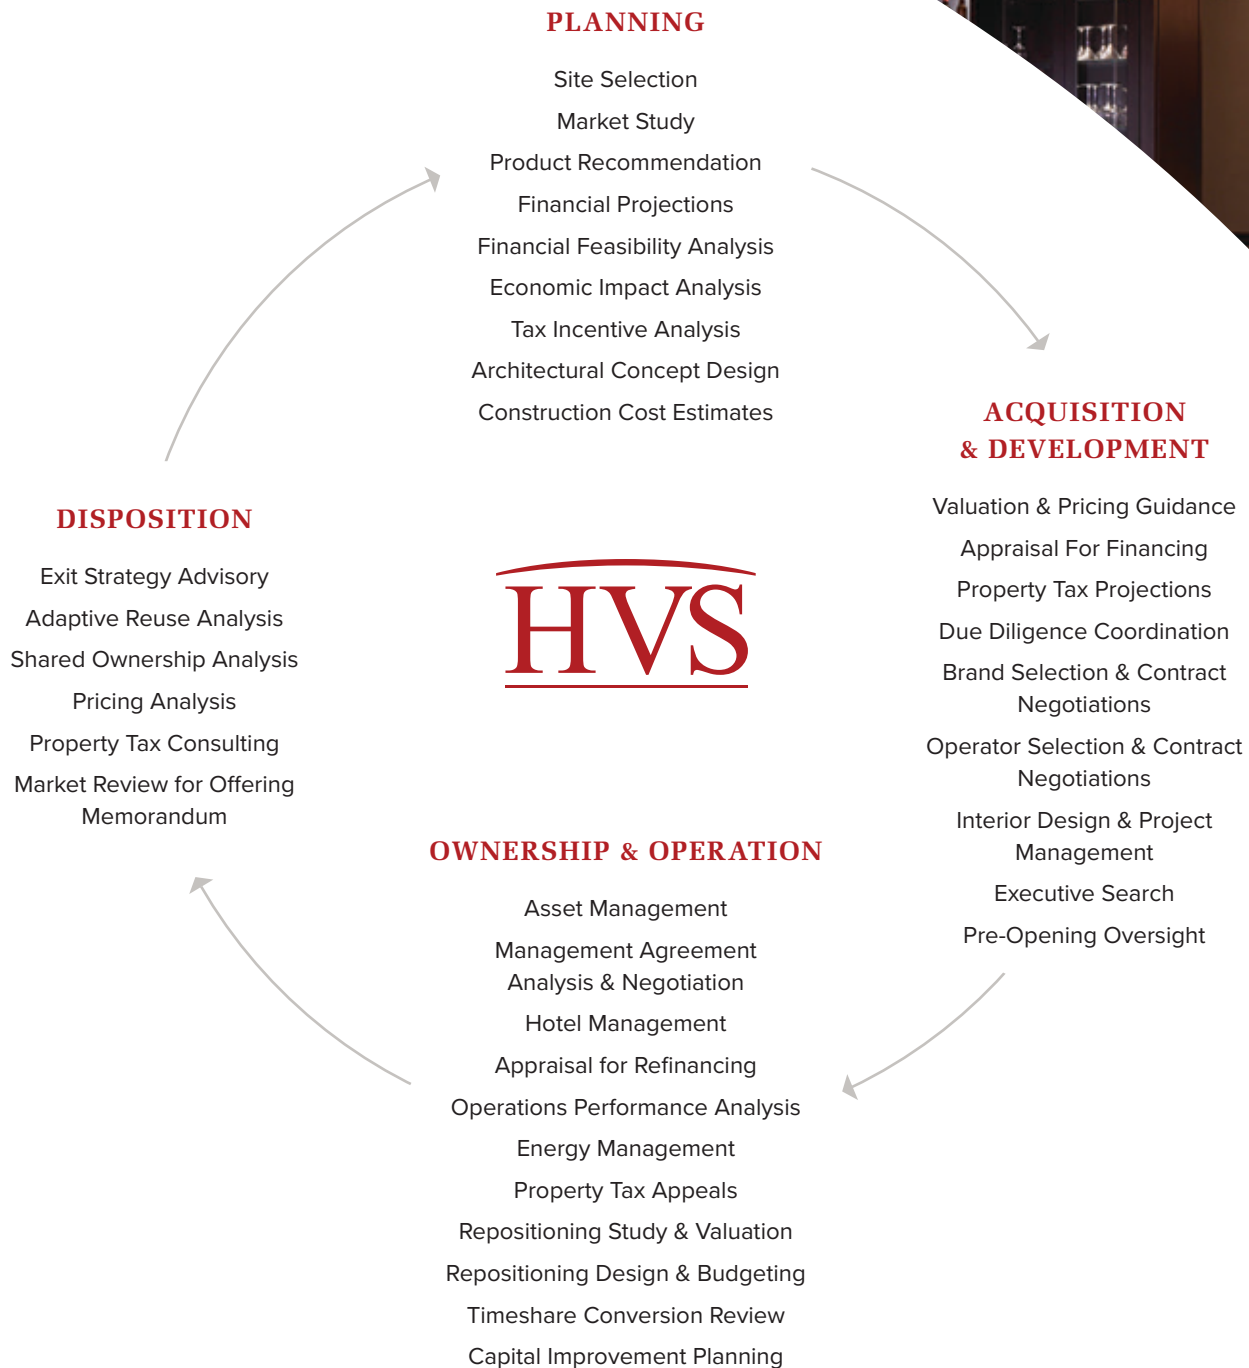 PLANNING
Site Selection
Market Study
Product Recommendation
Financial Projections
Financial Feasibility Analysis
Economic Impact Analysis
Tax Incentive Analysis
Architectural Concept Design
Construction Cost Estimates
ACQUISITION
& DEVELOPMENT
Valuation & Pricing Guidance
Appraisal For Financing
Property Tax Projections
Due Diligence Coordination
Brand Selection & Contract
Negotiations
Operator Selection & Contract
Negotiations
Interior Design & Project
Management
Executive Search
Pre-Opening Oversight
OWNERSHIP & OPERATION
Asset Management
Management Agreement
Analysis & Negotiation
Hotel Management
Appraisal for Refinancing
Operations Performance Analysis
Energy Management
Property Tax Appeals
Repositioning Study & Valuation
Repositioning Design & Budgeting
Timeshare Conversion Review
Capital Improvement Planning
DISPOSITION
Exit Strategy Advisory
Adaptive Reuse Analysis
Shared Ownership Analysis
Pricing Analysis
Property Tax Consulting
Market Review for Offering
Memorandum
HVS